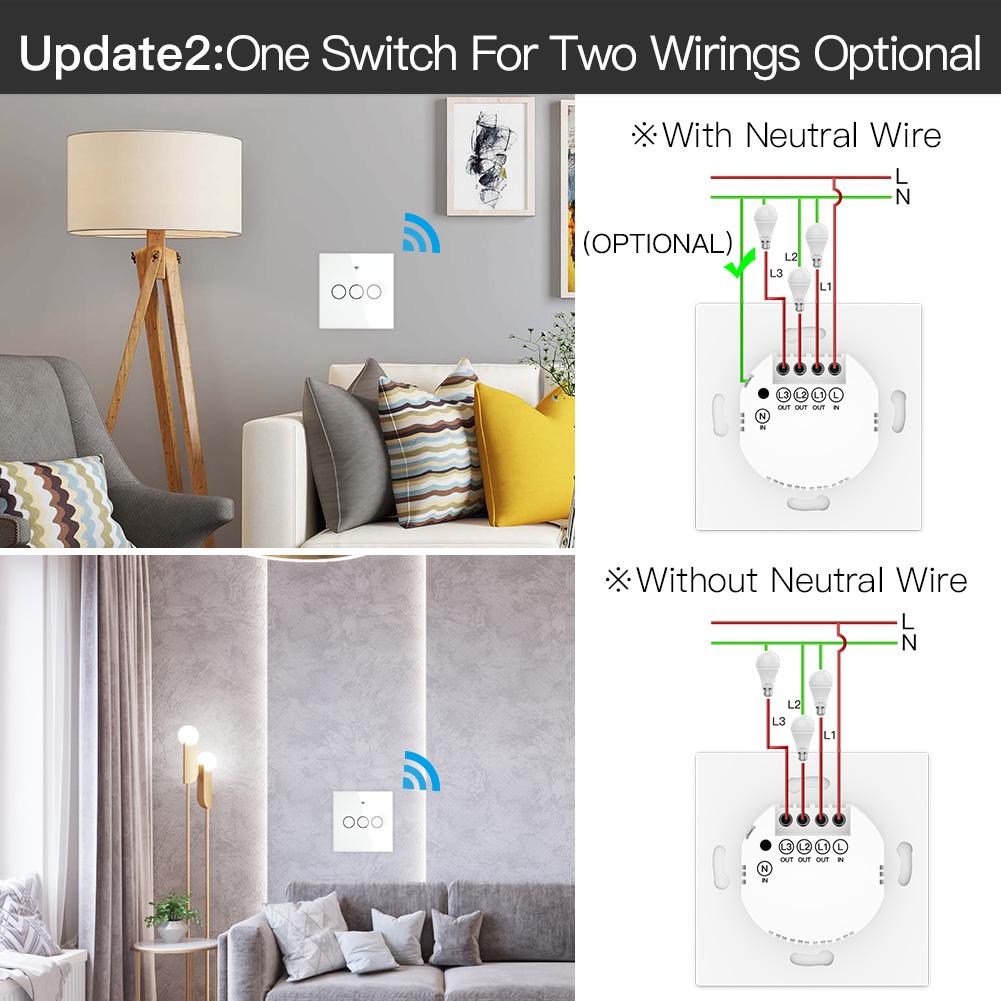 Update2:One Switch For Two Wirings Optional
※With Neutral Wire
L
N
(OPTIONAL)
L2
L3
L1
L3 L2 L1 L
OUT OUT OUT IN
N
IN
※Without Neutral Wire
L
N
L2
L3
L1
L3 L2 L1 L
OUT OUT OUT IN
N
IN